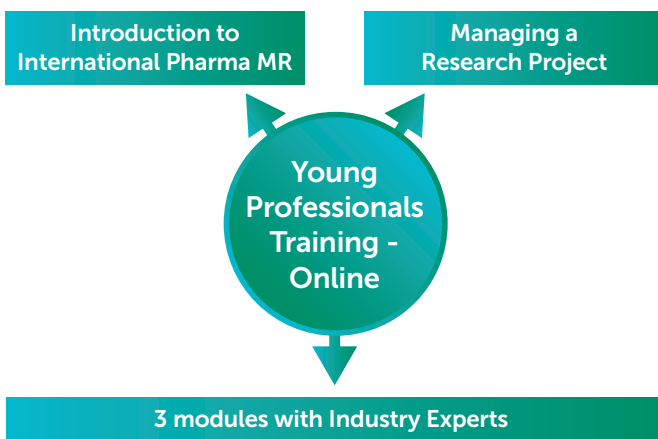 Introduction to
International Pharma MR
Managing a
Research Project
Young
Professionals
Training -
Online
3 modules with Industry Experts